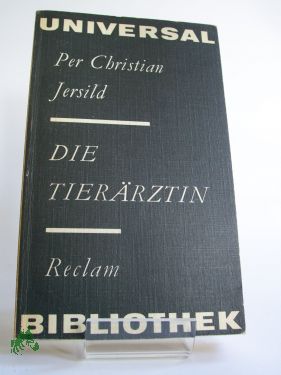 UNIVERSAL
Per Christian
Jersild
DIE
TIERÄRZTIN
Reclam
BIBLIOTHEK